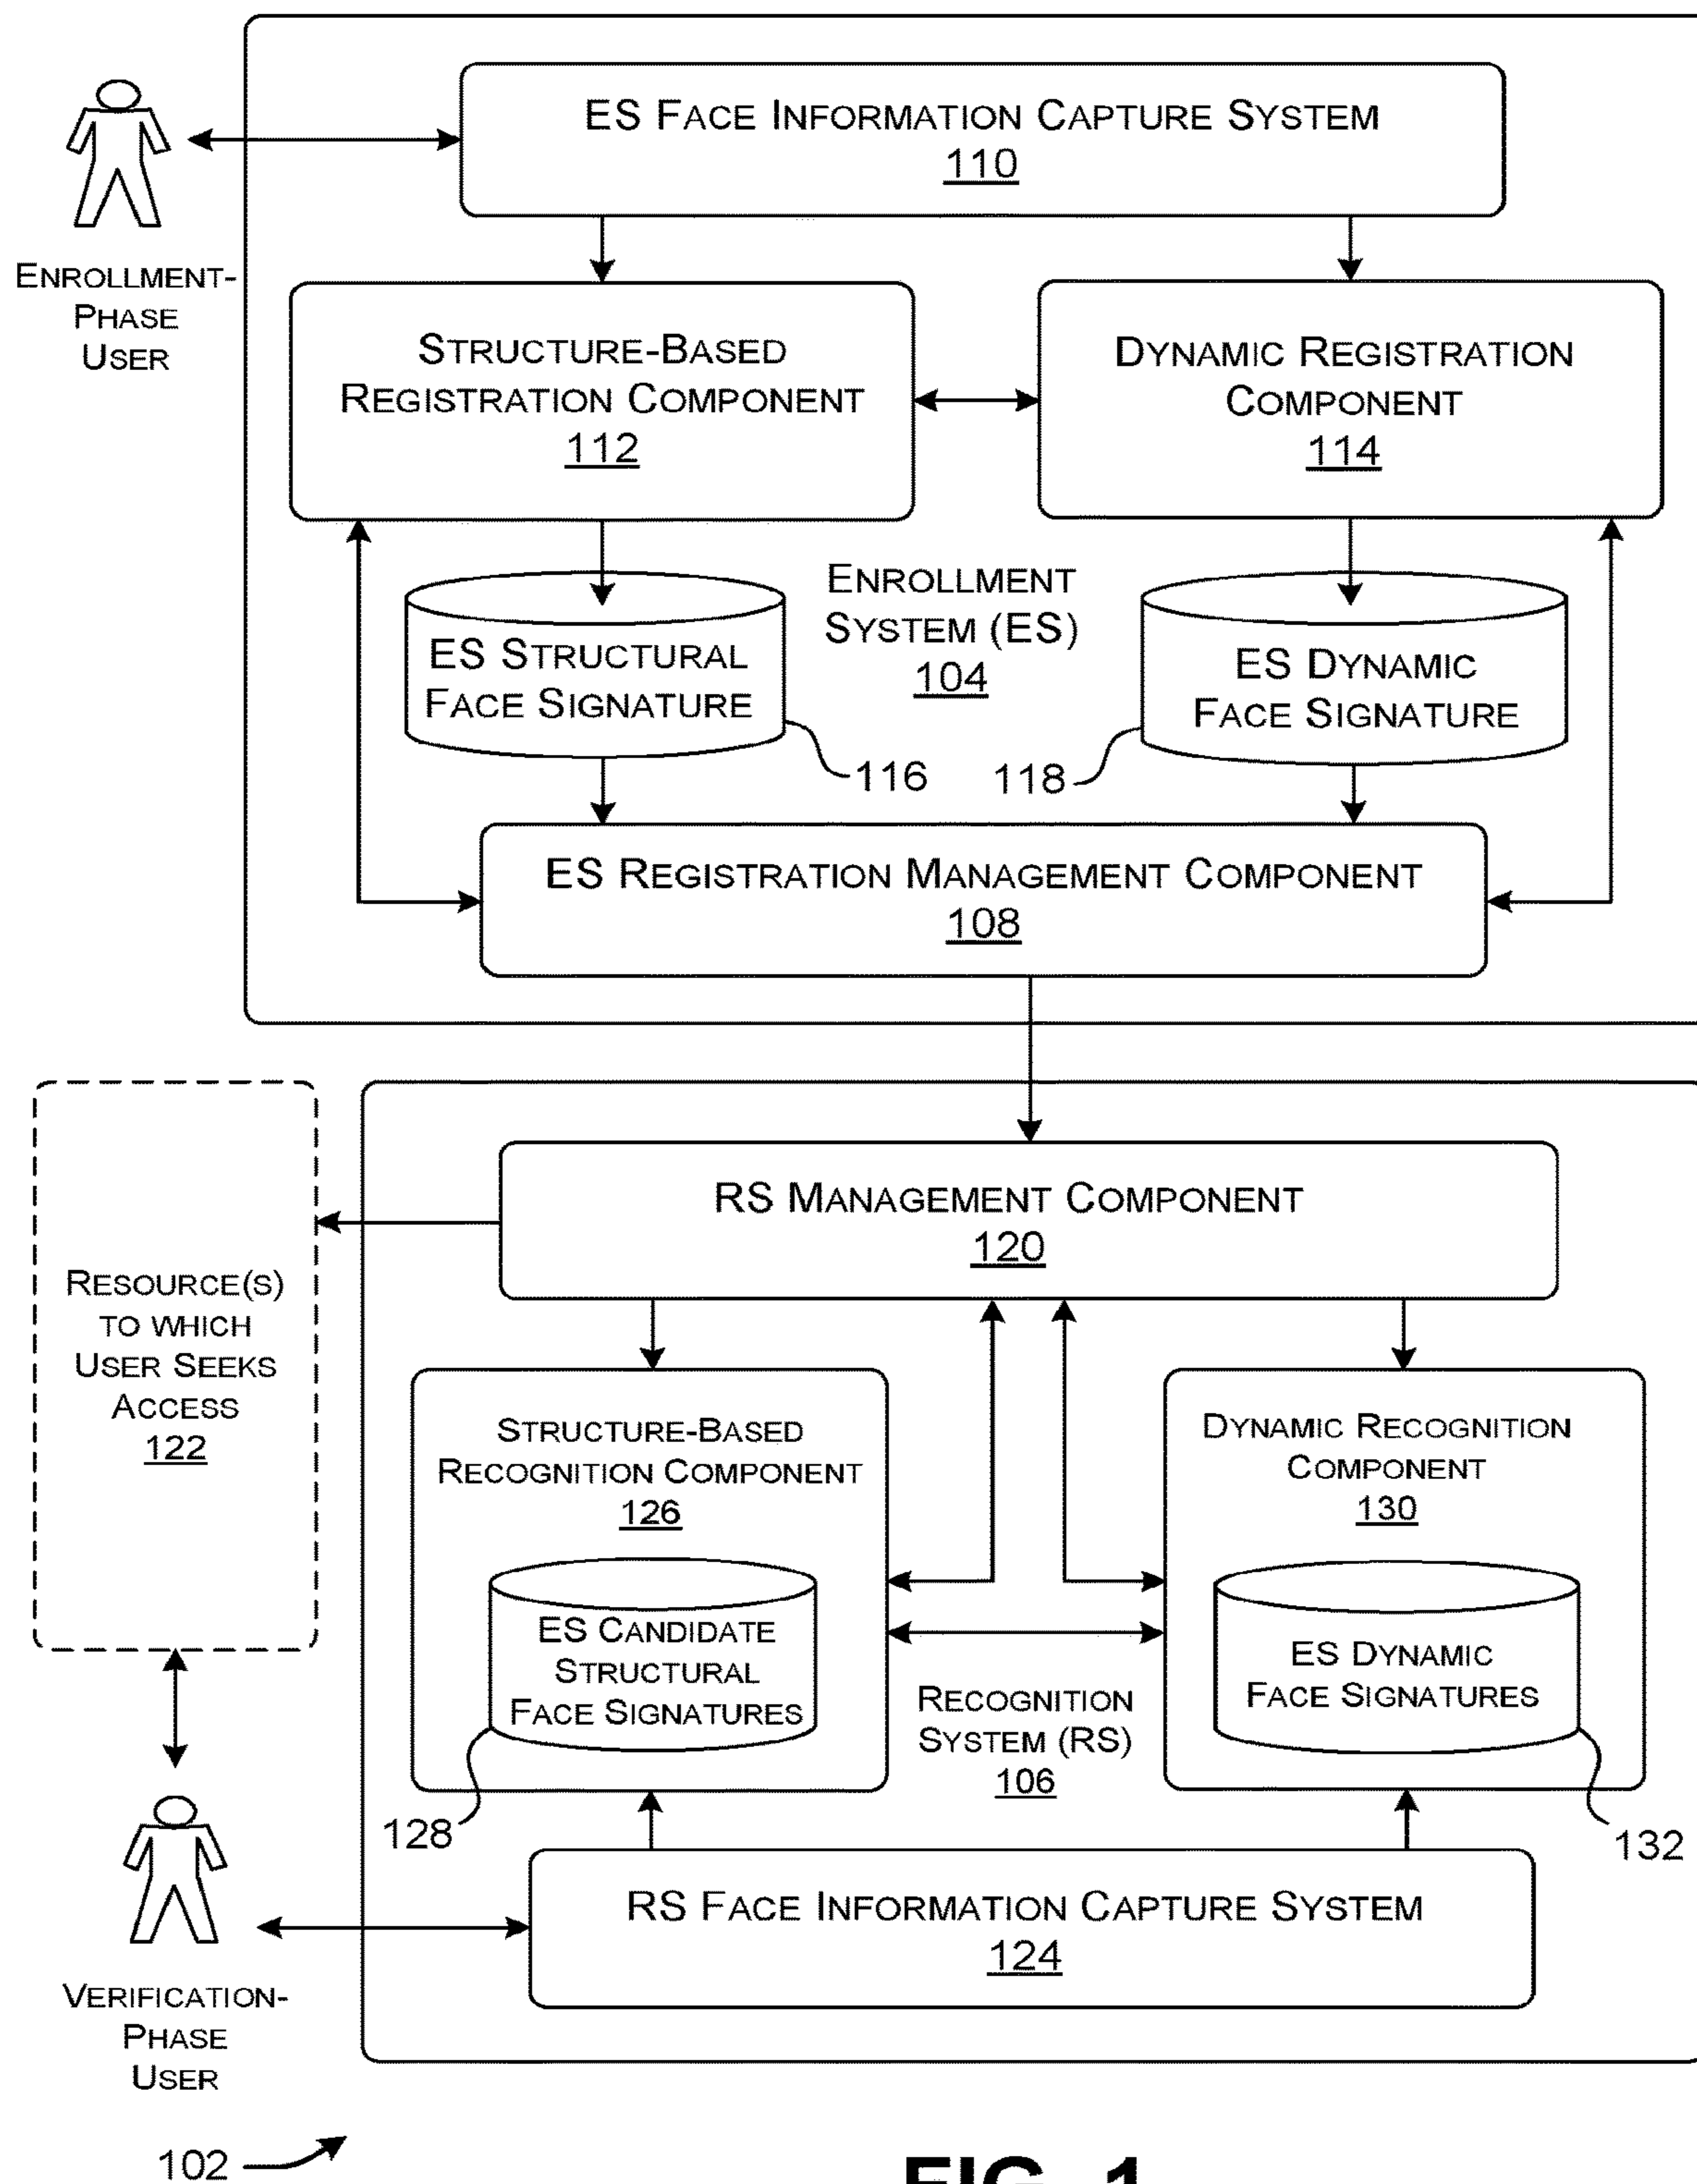 ES FACE INFORMATION CAPTURE SYSTEM
110
ENROLLMENT-
PHASE
USER
STRUCTURE-BASED
REGISTRATION COMPONENT
112
DYNAMIC REGISTRATION
COMPONENT
114
ENROLLMENT
SYSTEM (ES)
104
ES STRUCTURAL
FACE SIGNATURE
116
ES DYNAMIC
FACE SIGNATURE
118
ES REGISTRATION MANAGEMENT COMPONENT
108
RS MANAGEMENT COMPONENT
120
RESOURCE(S)
TO WHICH
USER SEEKS
ACCESS
122
STRUCTURE-BASED
RECOGNITION COMPONENT
126
ES CANDIDATE
STRUCTURAL
FACE SIGNATURES
128
DYNAMIC RECOGNITION
COMPONENT
130
ES DYNAMIC
FACE SIGNATURES
132
RECOGNITION
SYSTEM (RS)
106
RS FACE INFORMATION CAPTURE SYSTEM
124
VERIFICATION-
PHASE
USER
102
FIG. 1